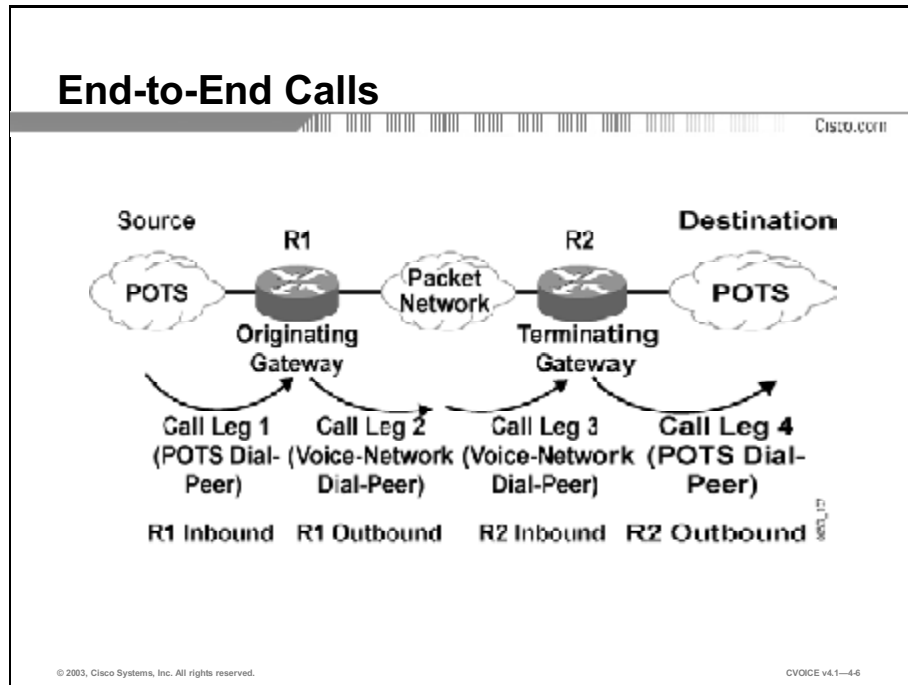 End-to-End Calls
Cisco.com
Source
Destination
R1
R2
POTS
Packet
Network
POTS
Originating
Gateway
Terminating
Gateway
Call Leg 1
(POTS Dial-
Peer)
Call Leg 2
(Voice-Network
Dial-Peer)
Call Leg 3
(Voice-Network
Dial-Peer)
Call Leg 4
(POTS Dial-
Peer)
R1 Inbound
R1 Outbound
R2 Inbound
R2 Outbound
© 2003, Cisco Systems, Inc. All rights reserved.
CVOICE v4.1—4-6